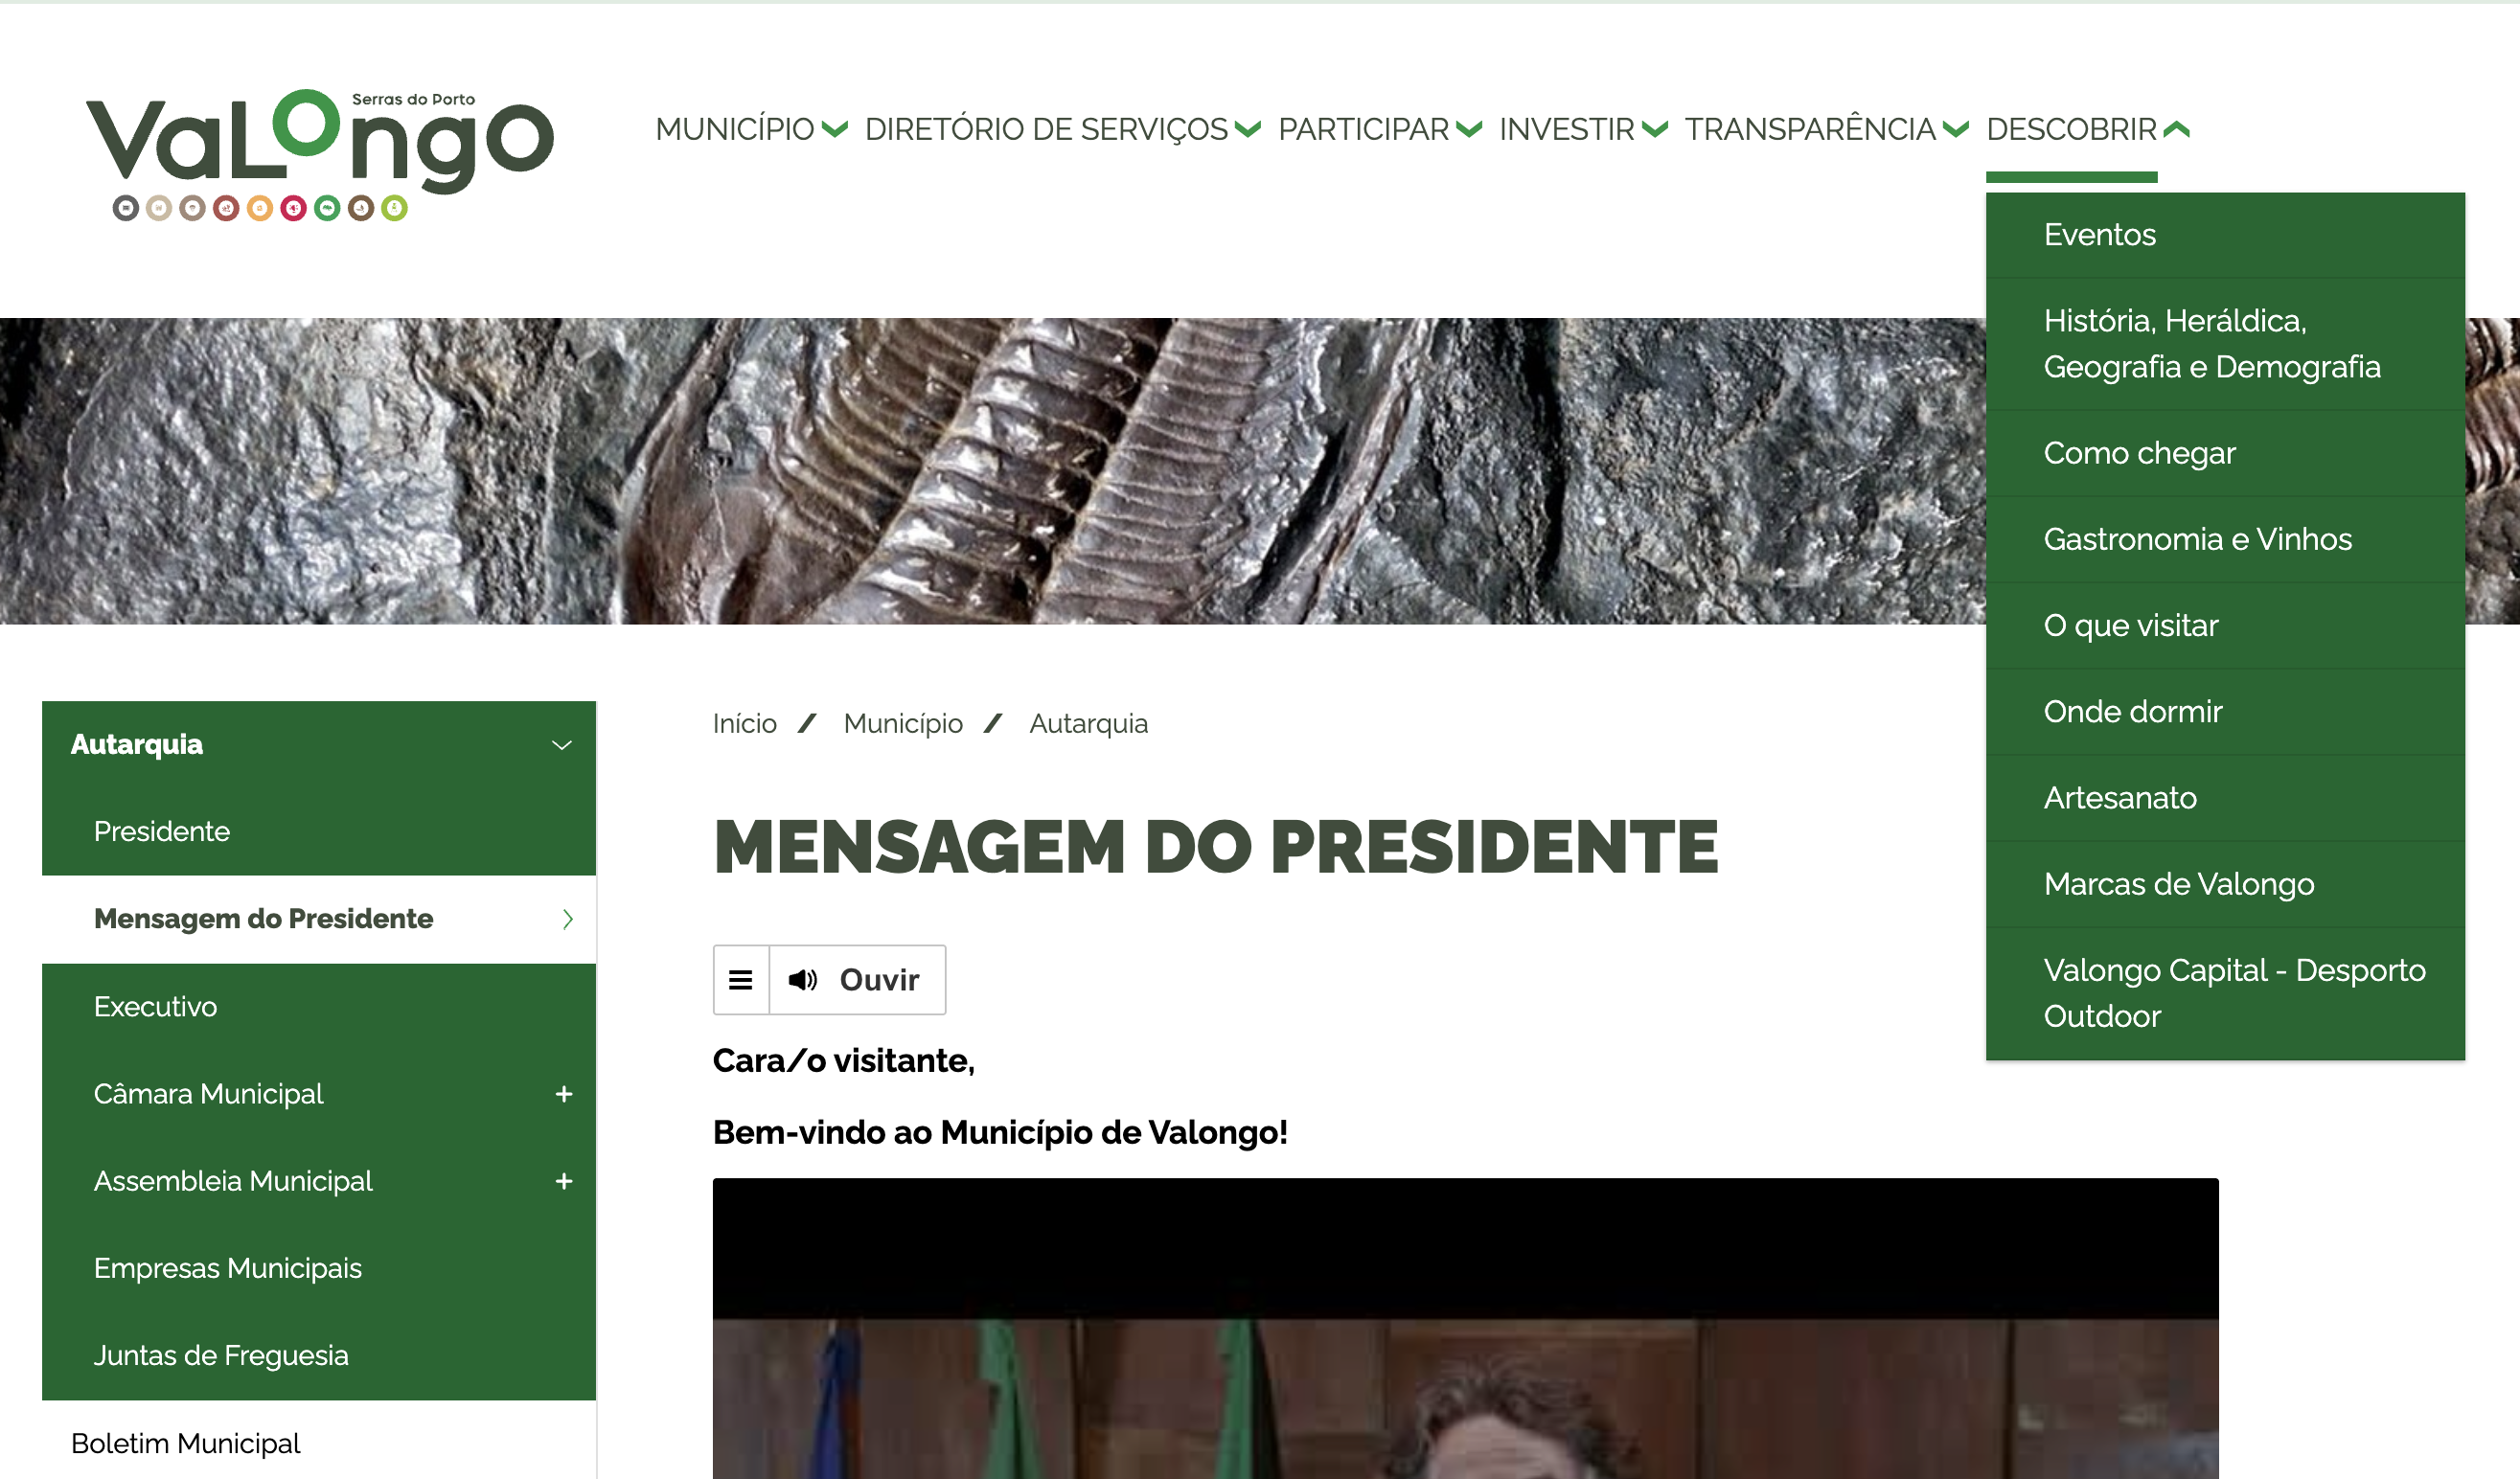 Serras do Porto
VaLOngo
MUNICÍPIO
DIRETÓRIO DE SERVIÇOS
PARTICIPAR
INVESTIR
TRANSPARÊNCIA
DESCOBRIR
Eventos
História, Heráldica,
Geografia e Demografia
Como chegar
Gastronomia e Vinhos
O que visitar
Onde dormir
Artesanato
Marcas de Valongo
Valongo Capital - Desporto
Outdoor
Autarquia
Presidente
Mensagem do Presidente
Executivo
Câmara Municipal
Assembleia Municipal
Empresas Municipais
Juntas de Freguesia
Boletim Municipal
Início / Município / Autarquia
MENSAGEM DO PRESIDENTE
Ouvir
Cara/o visitante,
Bem-vindo ao Município de Valongo!